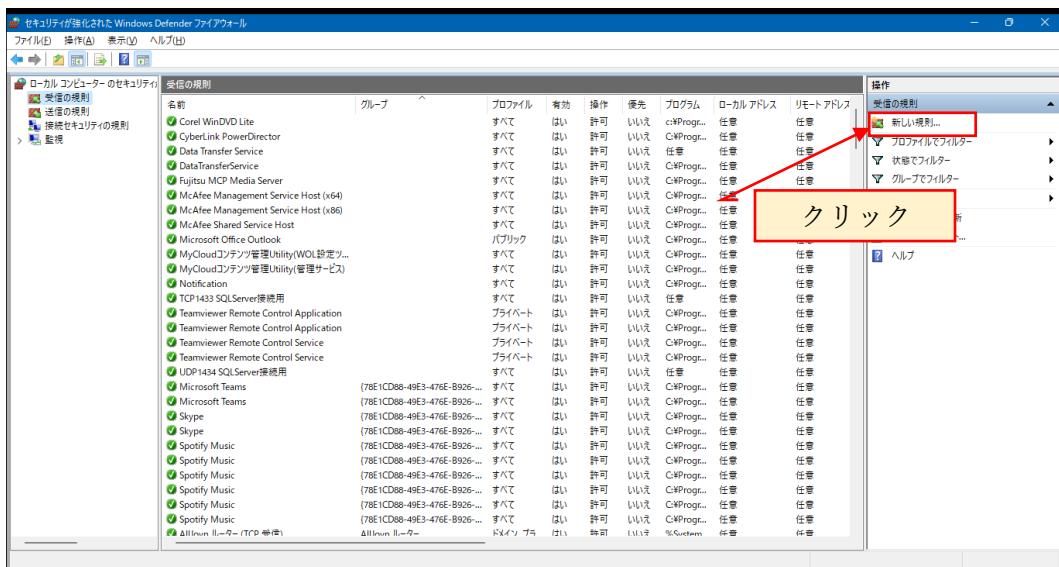 セキュリティが強化された Windows Defender ファイアウォール
ファイル(F) 操作(A) 表示(V) ヘルプ(H)
ローカル コンピューター のセキュリティ
受信の規則
送信の規則
接続セキュリティの規則
監視
受信の規則
名前 グループ プロファイル 有効 操作 優先 プログラム ローカル アドレス リモート アドレス
Corel WinDVD Lite すべて はい 許可 いいえ c:¥Progr... 任意 任意
CyberLink PowerDirector すべて はい 許可 いいえ C:¥Progr... 任意 任意
Data Transfer Service すべて はい 許可 いいえ 任意 任意 任意
DataTransferService すべて はい 許可 いいえ C:¥Progr... 任意 任意
Fujitsu MCP Media Server すべて はい 許可 いいえ C:¥Progr... 任意 任意
McAfee Management Service Host (x64) すべて はい 許可 いいえ C:¥Progr... 任意
McAfee Management Service Host (x86) すべて はい 許可 いいえ C:¥Progr... 任意
McAfee Shared Service Host すべて はい 許可 いいえ C:¥Progr... 任意
Microsoft Office Outlook パブリック はい 許可 いいえ C:¥Progr... 任意 任意
MyCloudコンテンツ管理Utility(WOL設定ツ... すべて はい 許可 いいえ C:¥Progr... 任意 任意
MyCloudコンテンツ管理Utility(管理サービス) すべて はい 許可 いいえ C:¥Progr... 任意 任意
Notification すべて はい 許可 いいえ C:¥Progr... 任意 任意
TCP1433 SQLServer接続用 すべて はい 許可 いいえ 任意 任意 任意
Teamviewer Remote Control Application プライベート はい 許可 いいえ C:¥Progr... 任意 任意
Teamviewer Remote Control Application プライベート はい 許可 いいえ C:¥Progr... 任意 任意
Teamviewer Remote Control Service プライベート はい 許可 いいえ C:¥Progr... 任意 任意
Teamviewer Remote Control Service プライベート はい 許可 いいえ C:¥Progr... 任意 任意
UDP1434 SQLServer接続用 すべて はい 許可 いいえ 任意 任意 任意
Microsoft Teams {78E1CD88-49E3-476E-B926-... すべて はい 許可 いいえ C:¥Progr... 任意 任意
Microsoft Teams {78E1CD88-49E3-476E-B926-... すべて はい 許可 いいえ C:¥Progr... 任意 任意
Skype {78E1CD88-49E3-476E-B926-... すべて はい 許可 いいえ C:¥Progr... 任意 任意
Skype {78E1CD88-49E3-476E-B926-... すべて はい 許可 いいえ C:¥Progr... 任意 任意
Spotify Music {78E1CD88-49E3-476E-B926-... すべて はい 許可 いいえ C:¥Progr... 任意 任意
Spotify Music {78E1CD88-49E3-476E-B926-... すべて はい 許可 いいえ C:¥Progr... 任意 任意
Spotify Music {78E1CD88-49E3-476E-B926-... すべて はい 許可 いいえ C:¥Progr... 任意 任意
Spotify Music {78E1CD88-49E3-476E-B926-... すべて はい 許可 いいえ C:¥Progr... 任意 任意
Spotify Music {78E1CD88-49E3-476E-B926-... すべて はい 許可 いいえ C:¥Progr... 任意 任意
Spotify Music {78E1CD88-49E3-476E-B926-... すべて はい 許可 いいえ C:¥Progr... 任意 任意
AllJoyn ルーター (TCP 受信) AllJoyn ルーター ドメイン プラ はい 許可 いいえ %System 任意 任意
操作
受信の規則
新しい規則...
プロファイルでフィルター
状態でフィルター
グループでフィルター
クリック
新
...
ヘルプ